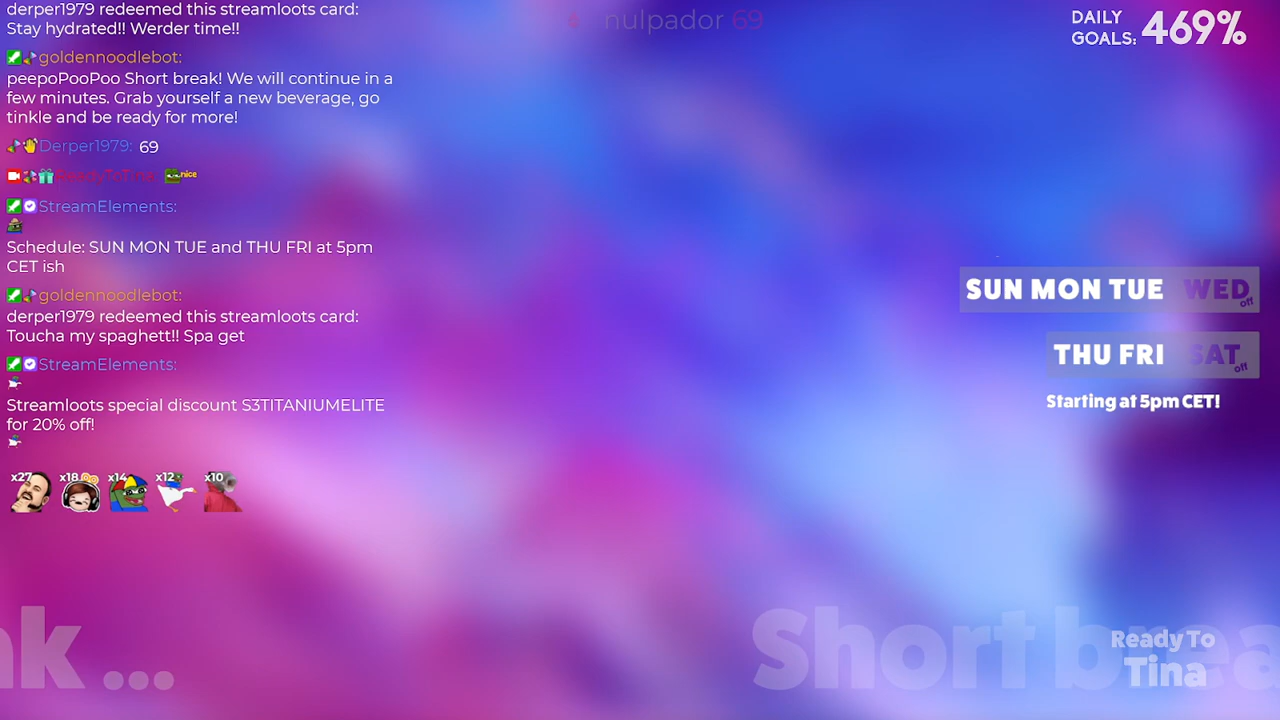 derper1979 redeemed this streamloots card:
Stay hydrated!! Werder time!!
goldennoodlebot:
peepoPooPoo Short break! We will continue in a
few minutes. Grab yourself a new beverage, go
tinkle and be ready for more!
Derper1979: 69
ReadyToTina: nice
StreamElements:
Schedule: SUN MON TUE and THU FRI at 5pm
CET ish
goldennoodlebot:
derper1979 redeemed this streamloots card:
Toucha my spaghett!! Spa get
StreamElements:
Streamloots special discount S3TITANIUMELITE
for 20% off!
x27 x18 x14 x12 x10
nulpador 69
DAILY
GOALS: 469%
SUN MON TUE WED off
THU FRI SAT off
Starting at 5pm CET!
k ...
Short brea
Ready To
Tina